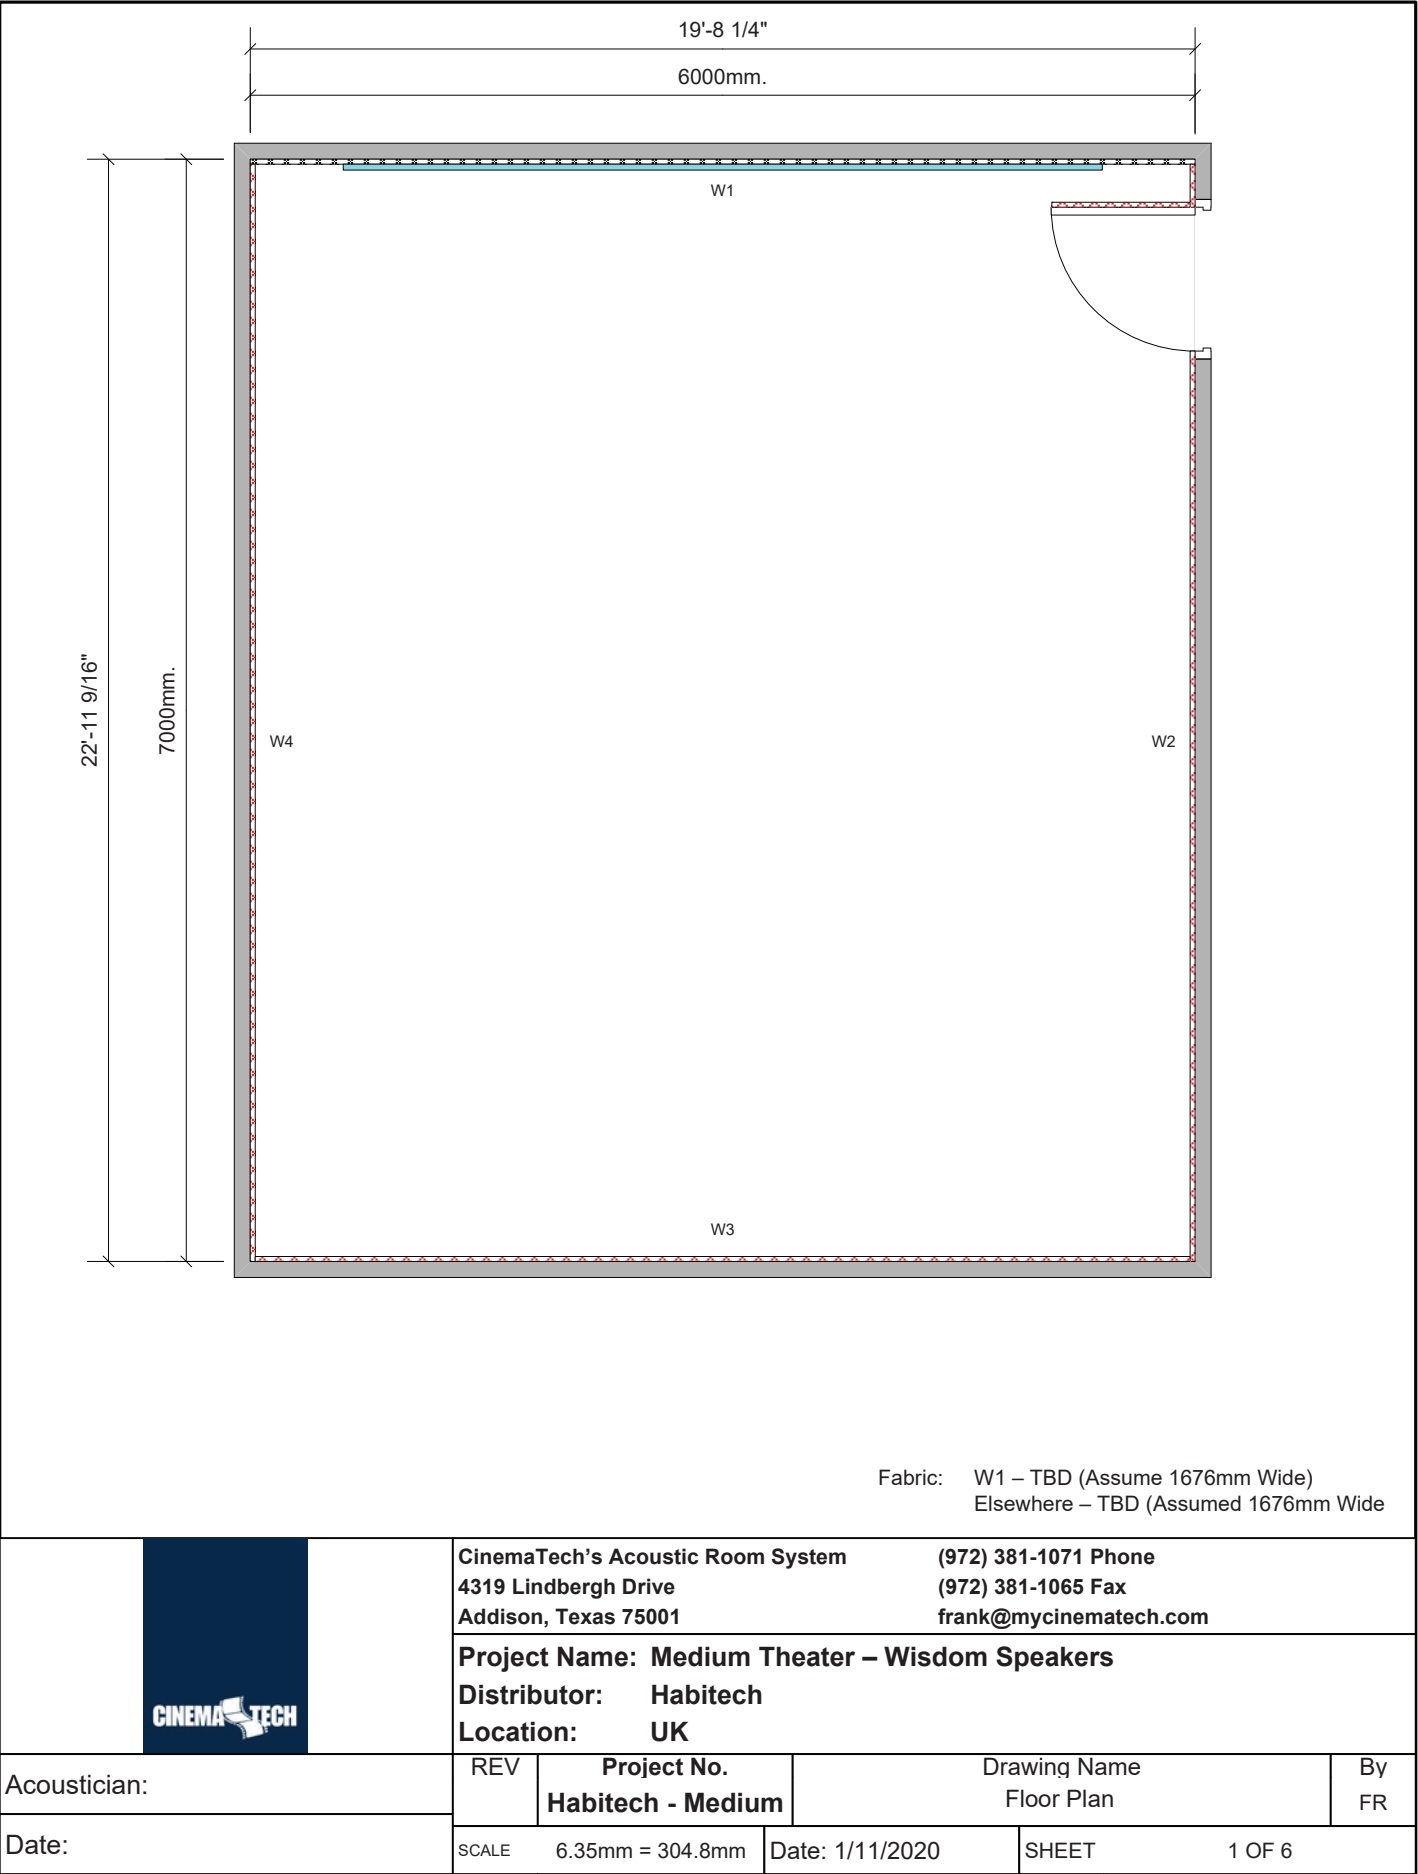 19'-8 1/4"
6000mm.
W1
22'-11 9/16"
7000mm.
W4
W2
W3
Fabric: W1 – TBD (Assume 1676mm Wide)
Elsewhere – TBD (Assumed 1676mm Wide
CINEMA TECH
CinemaTech's Acoustic Room System (972) 381-1071 Phone
4319 Lindbergh Drive (972) 381-1065 Fax
Addison, Texas 75001 frank@mycinematech.com
Project Name: Medium Theater – Wisdom Speakers
Distributor: Habitech
Location: UK
Acoustician:
Date:
REV Project No. Drawing Name By
Habitech - Medium Floor Plan FR
SCALE 6.35mm = 304.8mm Date: 1/11/2020 SHEET 1 OF 6